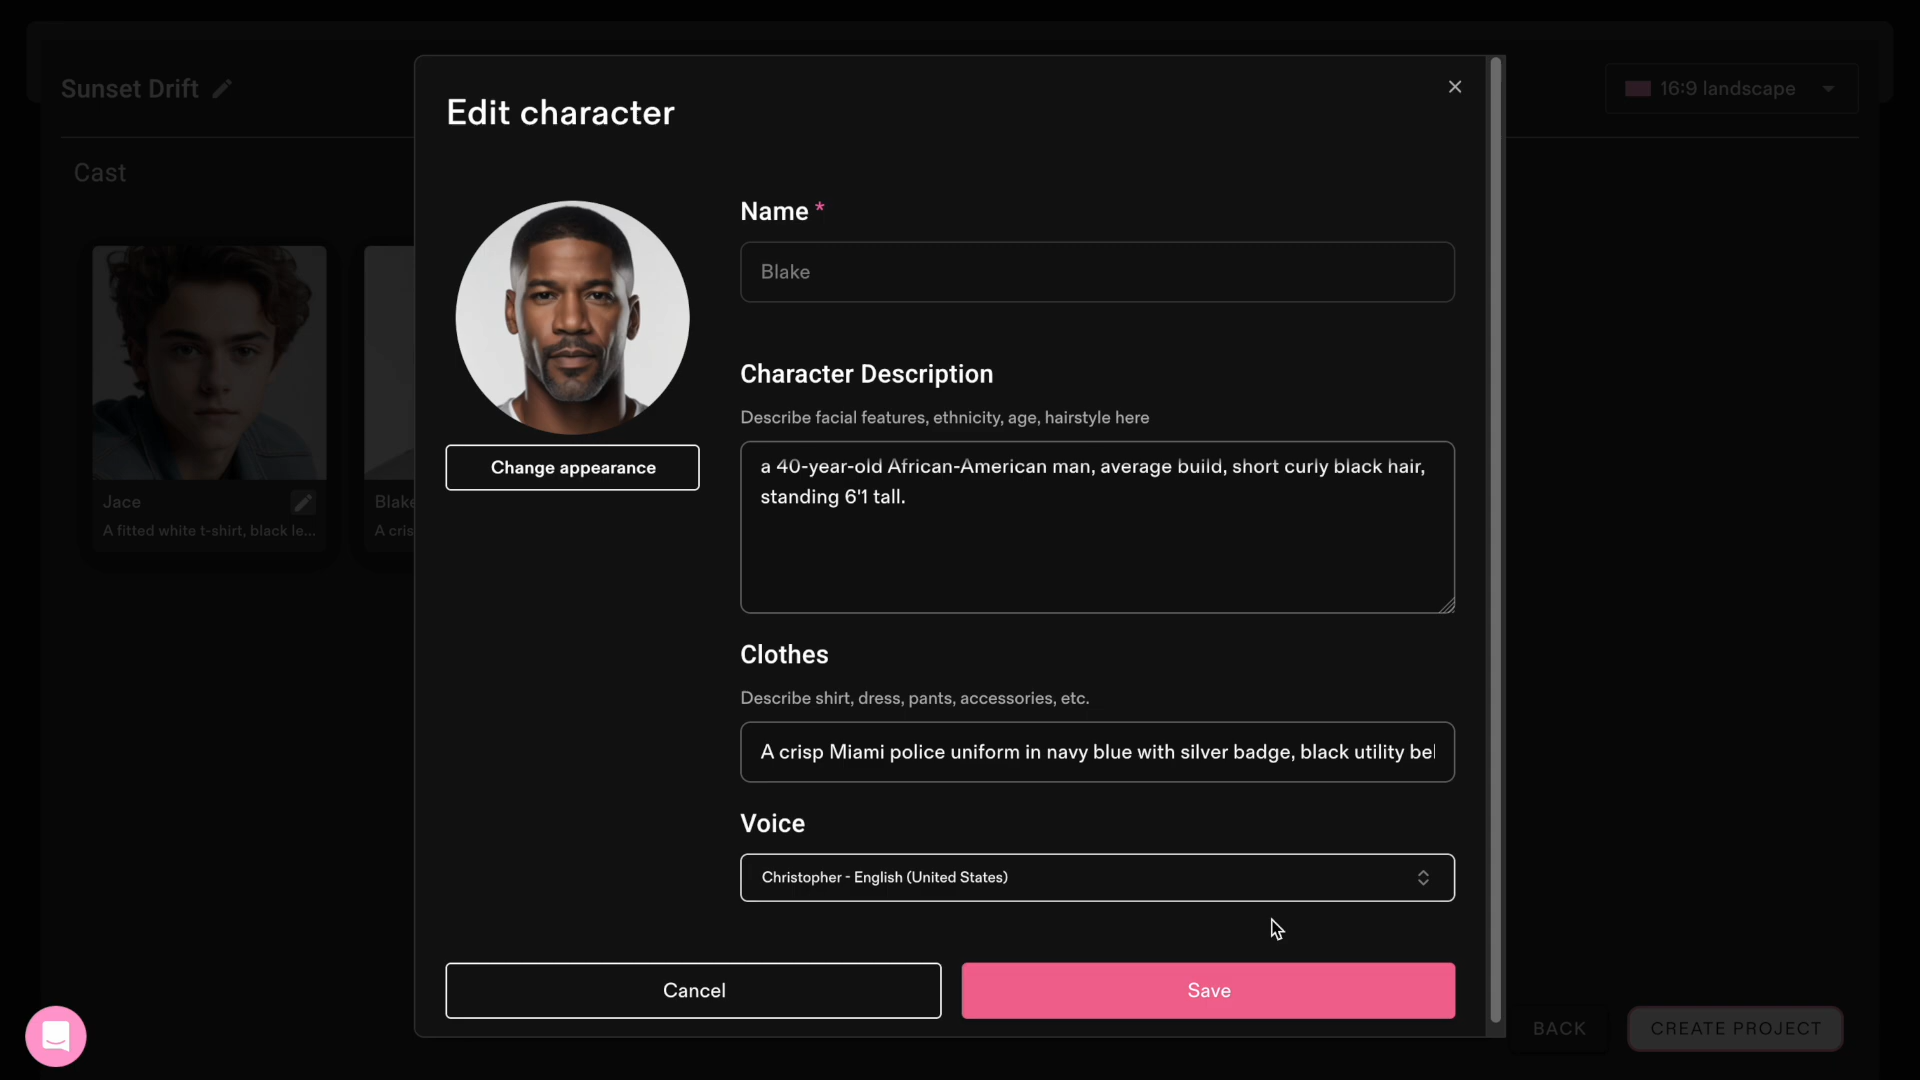 Sunset Drift
16:9 landscape
Cast
Jace
A fitted white t-shirt, black le...
Blake
A cris
Edit character
Change appearance
Name *
Blake
Character Description
Describe facial features, ethnicity, age, hairstyle here
a 40-year-old African-American man, average build, short curly black hair,
standing 6'1 tall.
Clothes
Describe shirt, dress, pants, accessories, etc.
A crisp Miami police uniform in navy blue with silver badge, black utility bel
Voice
Christopher - English (United States)
Cancel
Save
BACK
CREATE PROJECT